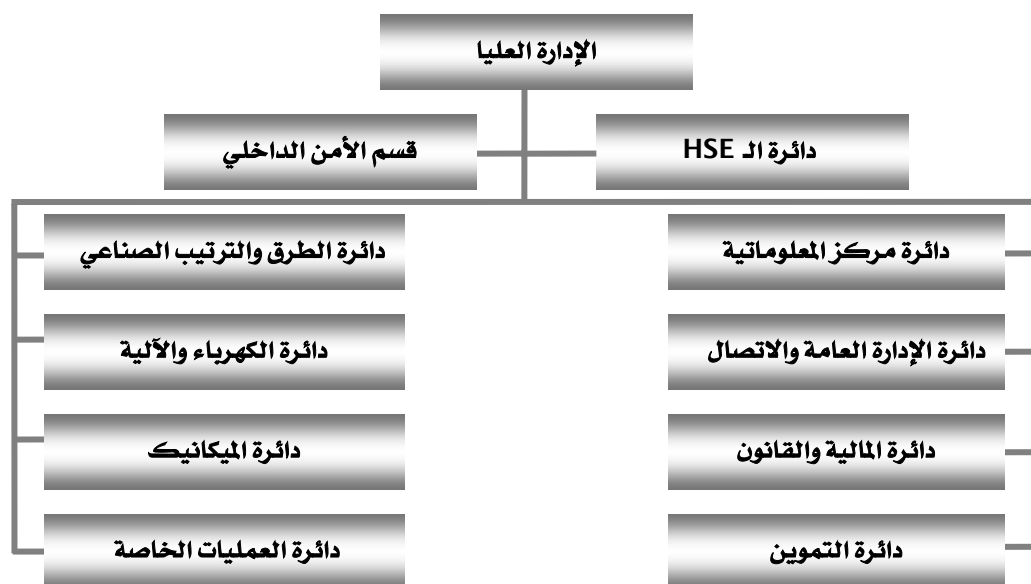 الإدارة العليا
دائرة الـ HSE
قسم الأمن الداخلي
دائرة مركز المعلوماتية
دائرة الطرق والترتيب الصناعي
دائرة الإدارة العامة والاتصال
دائرة الكهرباء والآلية
دائرة المالية والقانون
دائرة الميكانيك
دائرة التموين
دائرة العمليات الخاصة